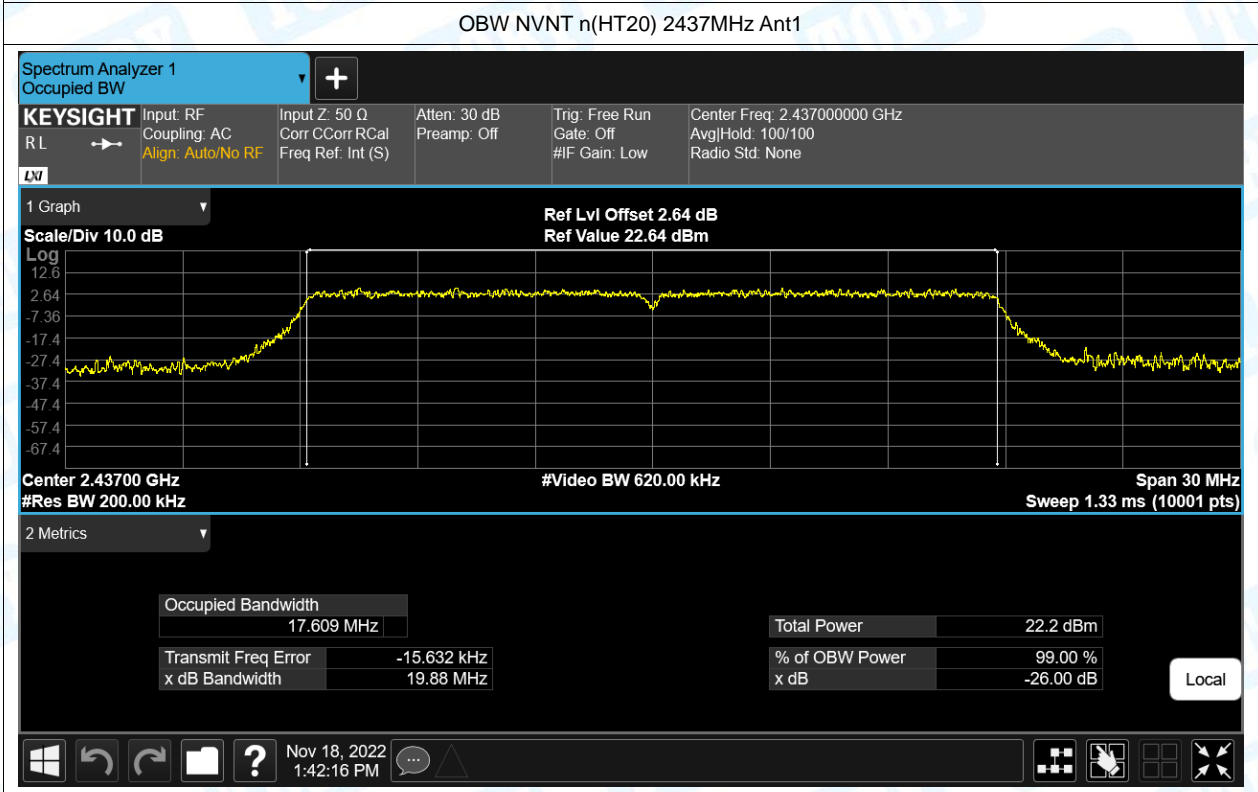 OBW NVNT n(HT20) 2437MHz Ant1
Spectrum Analyzer 1
Occupied BW
KEYSIGHT
RL
LXI
Input: RF
Coupling: AC
Align: Auto/No RF
Input Z: 50 Ω
Corr CCorr RCal
Freq Ref: Int (S)
Atten: 30 dB
Preamp: Off
Trig: Free Run
Gate: Off
#IF Gain: Low
Center Freq: 2.437000000 GHz
Avg|Hold: 100/100
Radio Std: None
1 Graph
Scale/Div 10.0 dB
Ref Lvl Offset 2.64 dB
Ref Value 22.64 dBm
Log
12.6
2.64
-7.36
-17.4
-27.4
-37.4
-47.4
-57.4
-67.4
Center 2.43700 GHz
#Video BW 620.00 kHz
Span 30 MHz
#Res BW 200.00 kHz
Sweep 1.33 ms (10001 pts)
2 Metrics
Occupied Bandwidth
17.609 MHz
Total Power 22.2 dBm
Transmit Freq Error -15.632 kHz
% of OBW Power 99.00 %
x dB Bandwidth 19.88 MHz
x dB -26.00 dB
Local
?
Nov 18, 2022
1:42:16 PM